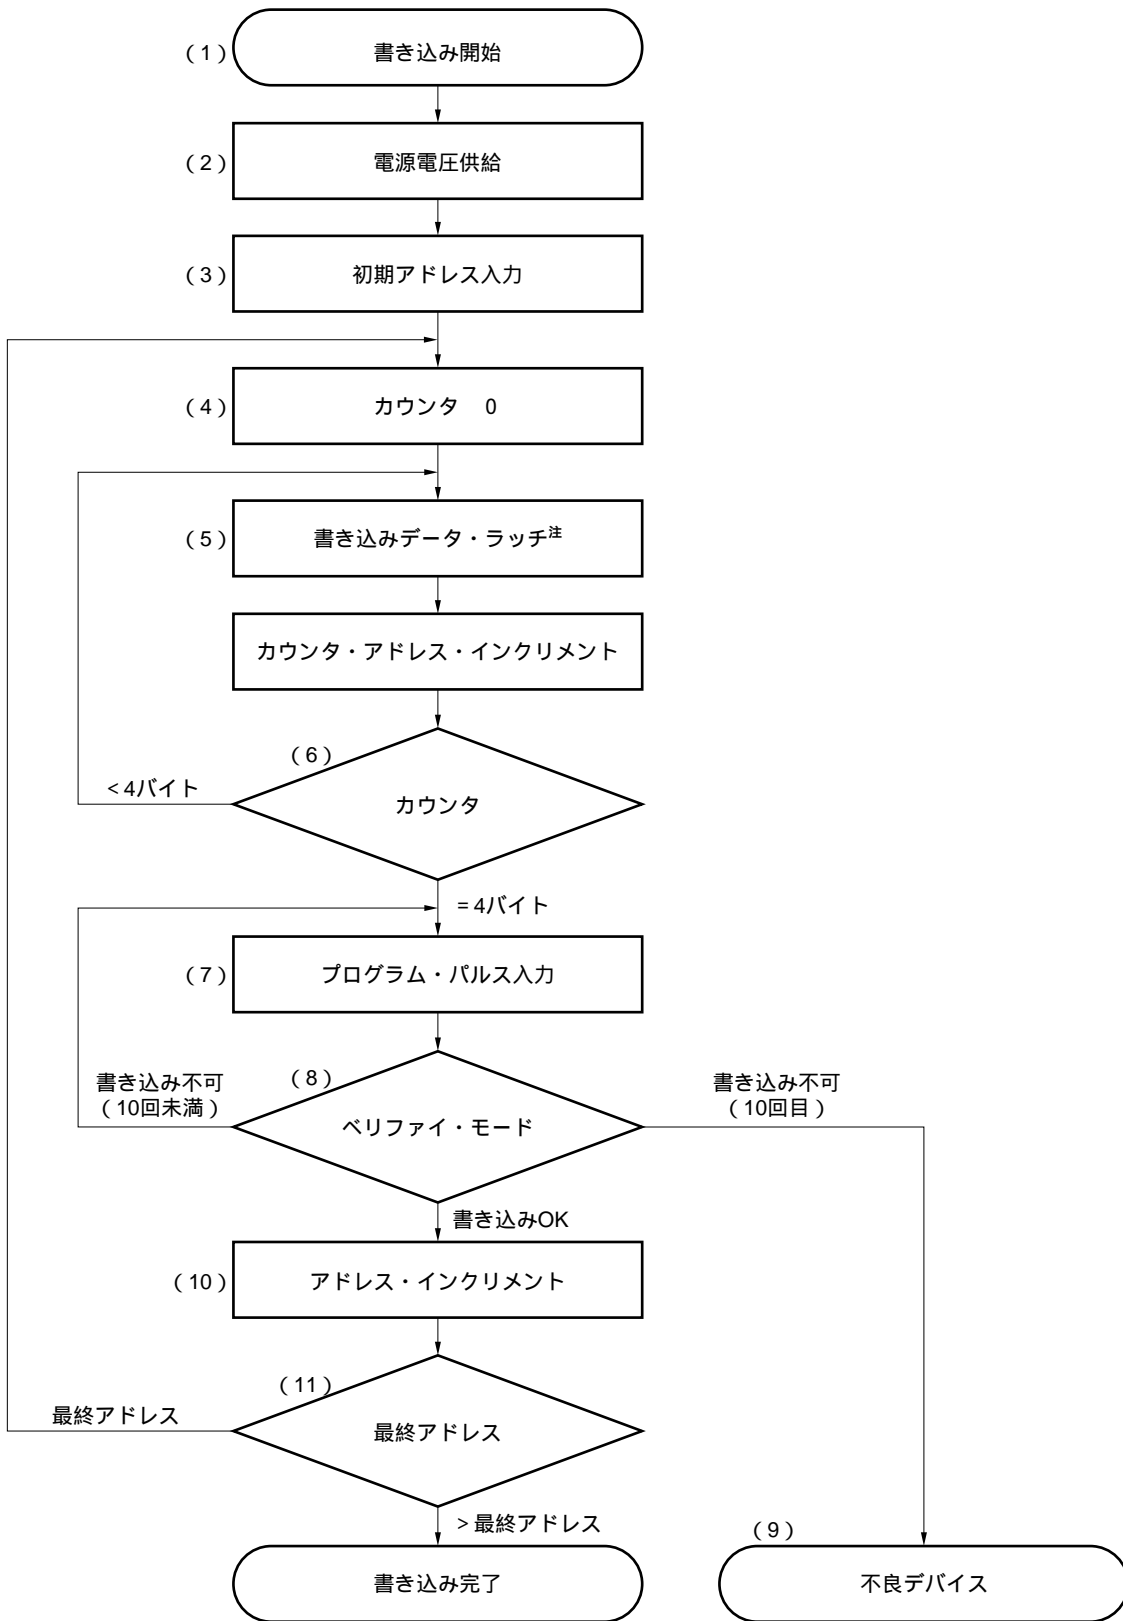 (1) 書き込み開始
(2) 電源電圧供給
(3) 初期アドレス入力
(4) カウンタ 0
(5) 書き込みデータ・ラッチ注
カウンタ・アドレス・インクリメント
(6)
<4バイト
カウンタ
=4バイト
(7) プログラム・パルス入力
書き込み不可
(10回未満)
(8)
ベリファイ・モード
書き込み不可
(10回目)
書き込みOK
(10) アドレス・インクリメント
(11)
最終アドレス
最終アドレス
>最終アドレス
書き込み完了
(9)
不良デバイス